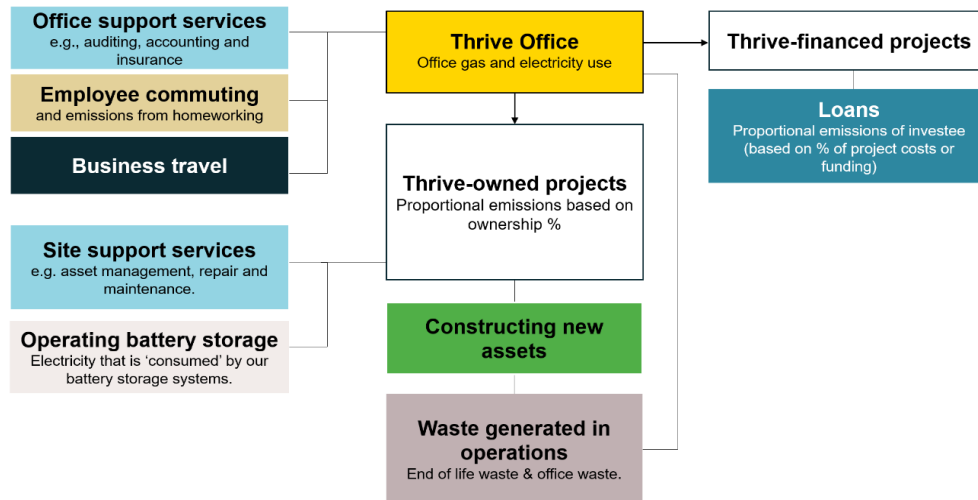 Office support services
e.g., auditing, accounting and
insurance
Employee commuting
and emissions from homeworking
Business travel
Site support services
e.g. asset management, repair and
maintenance.
Operating battery storage
Electricity that is ‘consumed’ by our
battery storage systems.
Thrive Office
Office gas and electricity use
Thrive-owned projects
Proportional emissions based on
ownership %
Constructing new
assets
Waste generated in
operations
End of life waste & office waste.
Thrive-financed projects
Loans
Proportional emissions of investee
(based on % of project costs or
funding)